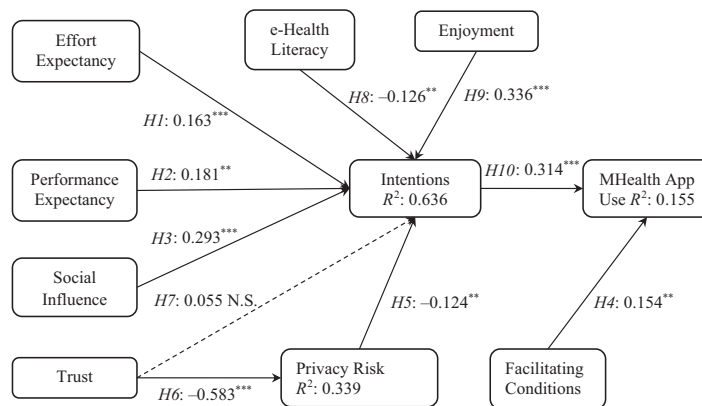 Effort
Expectancy
e-Health
Literacy
Enjoyment
H1: 0.163***
H8: –0.126**
H9: 0.336***
Performance
Expectancy
H2: 0.181**
Intentions
R²: 0.636
H10: 0.314***
MHealth App
Use R²: 0.155
H3: 0.293***
Social
Influence
H7: 0.055 N.S.
H5: –0.124**
H4: 0.154**
Trust
H6: –0.583***
Privacy Risk
R²: 0.339
Facilitating
Conditions